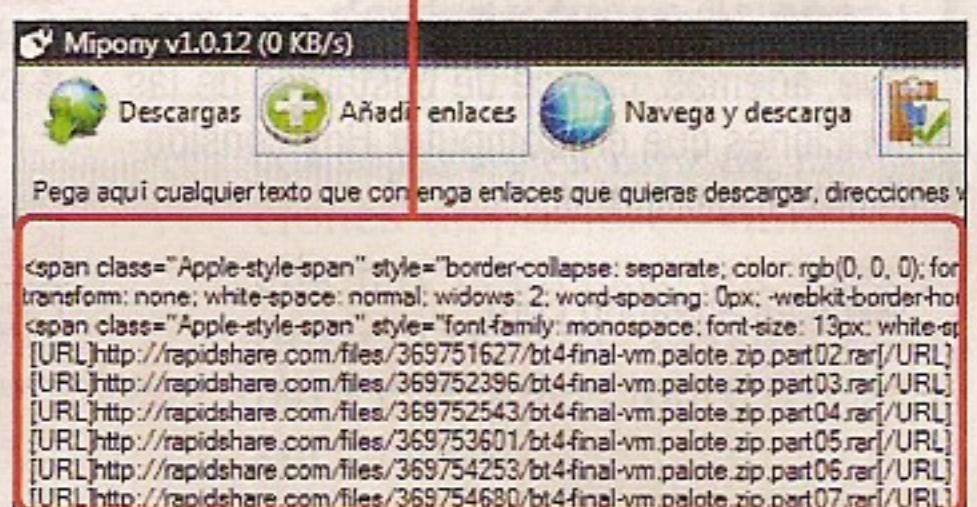 Mipony v1.0.12 (0 KB/s)
Descargas Añadir enlaces Navega y descarga
Pega aquí cualquier texto que contenga enlaces que quieras descargar, direcciones
<span class="Apple-style-span" style="border-collapse: separate; color: rgb(0, 0, 0); for
transform: none; white-space: normal; widows: 2; word-spacing: 0px; -webkit-border-hor
<span class="Apple-style-span" style="font-family: monospace; font-size: 13px; white-sp
[URL]http://rapidshare.com/files/369751627/bt4-final-vm.palote.zip.part02.rar[/URL]
[URL]http://rapidshare.com/files/369752396/bt4-final-vm.palote.zip.part03.rar[/URL]
[URL]http://rapidshare.com/files/369752543/bt4-final-vm.palote.zip.part04.rar[/URL]
[URL]http://rapidshare.com/files/369753601/bt4-final-vm.palote.zip.part05.rar[/URL]
[URL]http://rapidshare.com/files/369754253/bt4-final-vm.palote.zip.part06.rar[/URL]
[URL]http://rapidshare.com/files/369754680/bt4-final-vm.palote.zip.part07.rar[/URL]